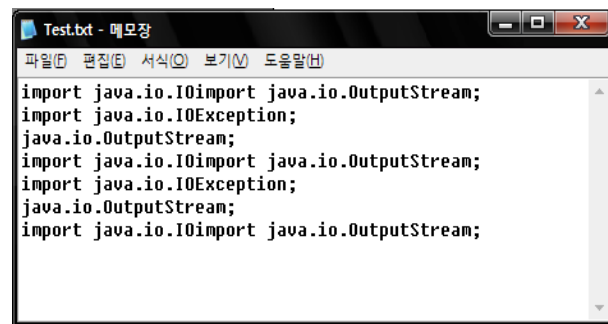 Test.txt - 메모장
파일(F) 편집(E) 서식(O) 보기(V) 도움말(H)
import java.io.IOimport java.io.OutputStream;
import java.io.IOException;
java.io.OutputStream;
import java.io.IOimport java.io.OutputStream;
import java.io.IOException;
java.io.OutputStream;
import java.io.IOimport java.io.OutputStream;